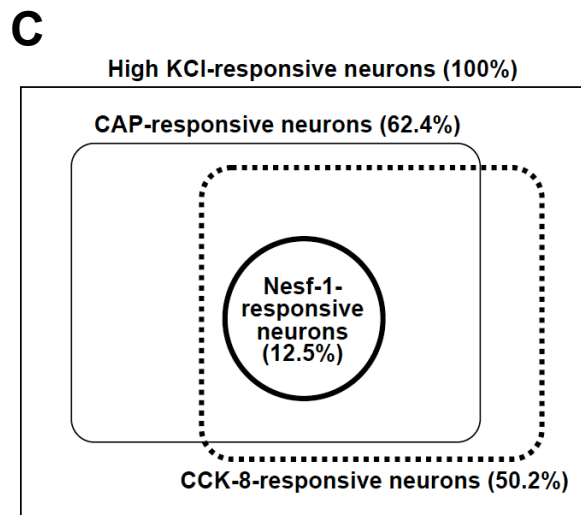 C
High KCl-responsive neurons (100%)
CAP-responsive neurons (62.4%)
Nesf-1-
responsive
neurons
(12.5%)
CCK-8-responsive neurons (50.2%)